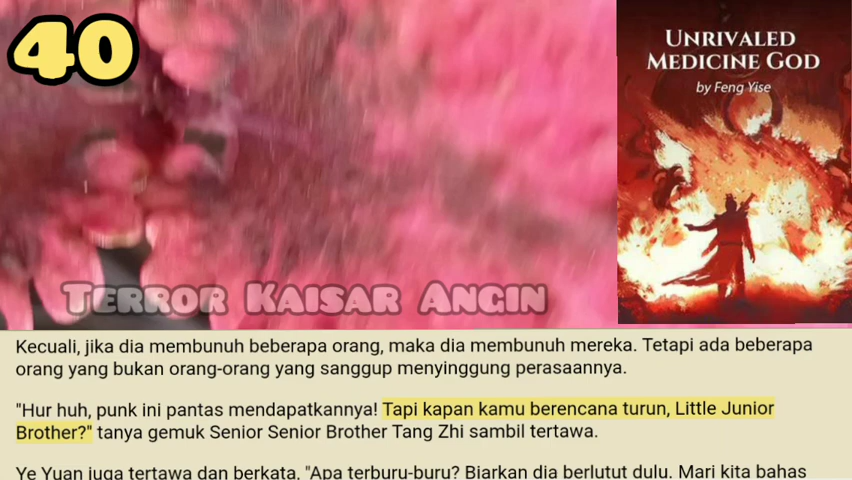 40
UNRIVALED
MEDICINE GOD
by Feng Yise
TERROR KAISAR ANGIN
Kecuali, jika dia membunuh beberapa orang, maka dia membunuh mereka. Tetapi ada beberapa
orang yang bukan orang-orang yang sanggup menyinggung perasaannya.
"Hur huh, punk ini pantas mendapatkannya! Tapi kapan kamu berencana turun, Little Junior
Brother?" tanya gemuk Senior Senior Brother Tang Zhi sambil tertawa.
Ye Yuan juga tertawa dan berkata, "Apa terburu-buru? Biarkan dia berlutut dulu. Mari kita bahas